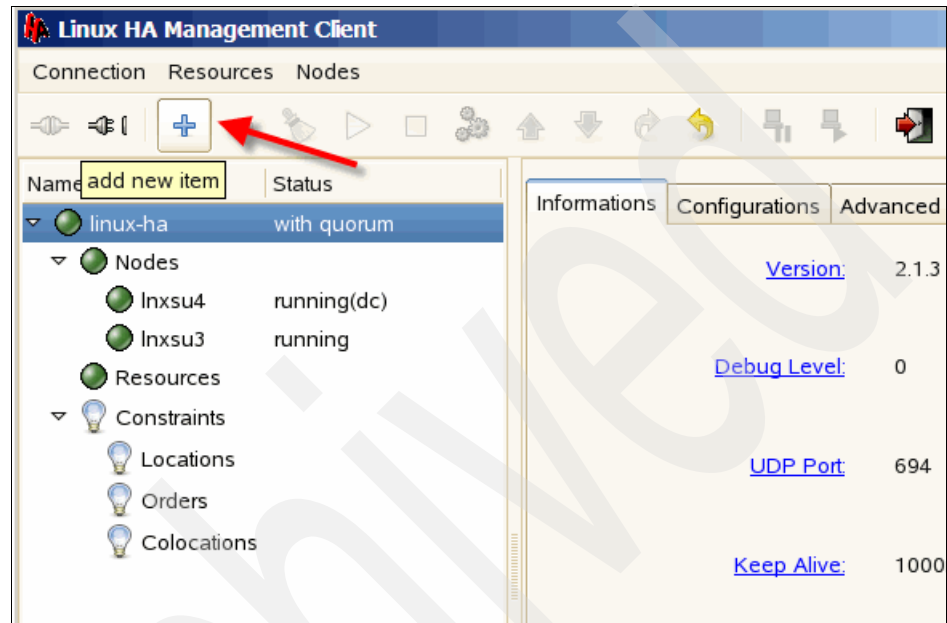 Linux HA Management Client
Connection Resources Nodes
add new item
Name Status
linux-ha with quorum
Nodes
lnxsu4 running(dc)
lnxsu3 running
Resources
Constraints
Locations
Orders
Colocations
Informations Configurations Advanced
Version: 2.1.3
Debug Level: 0
UDP Port: 694
Keep Alive: 1000